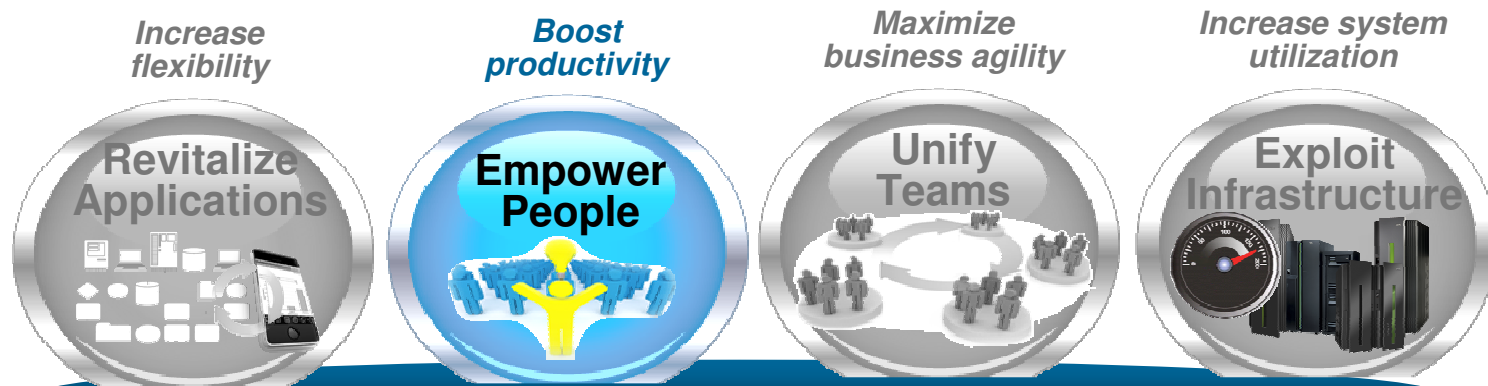 Increase
flexibility
Boost
productivity
Maximize
business agility
Increase system
utilization
Revitalize
Applications
Empower
People
Unify
Teams
Exploit
Infrastructure